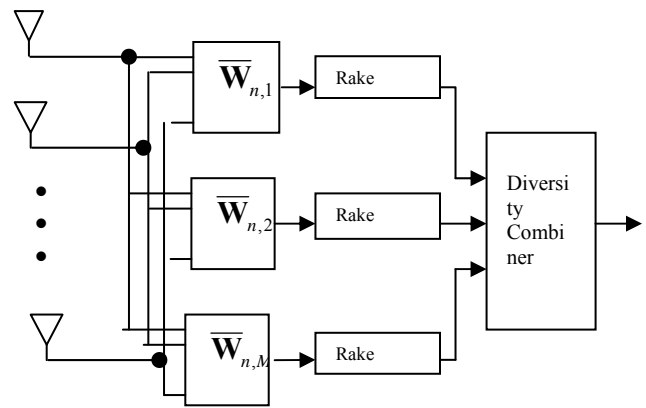 W̅n,1
Rake
W̅n,2
Rake
W̅n,M
Rake
Diversi
ty
Combi
ner